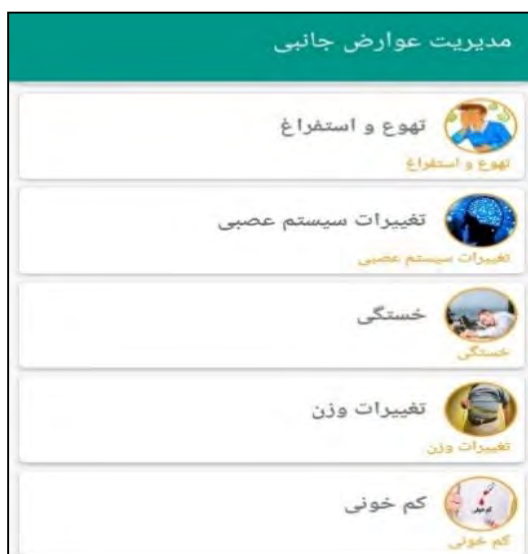 مدیریت عوارض جانبی
تهوع و استفراغ
تهوع و استفراغ
تغییرات سیستم عصبی
تغییرات سیستم عصبی
خستگی
خستگی
تغییرات وزن
تغییرات وزن
کم خونی
کم خونی